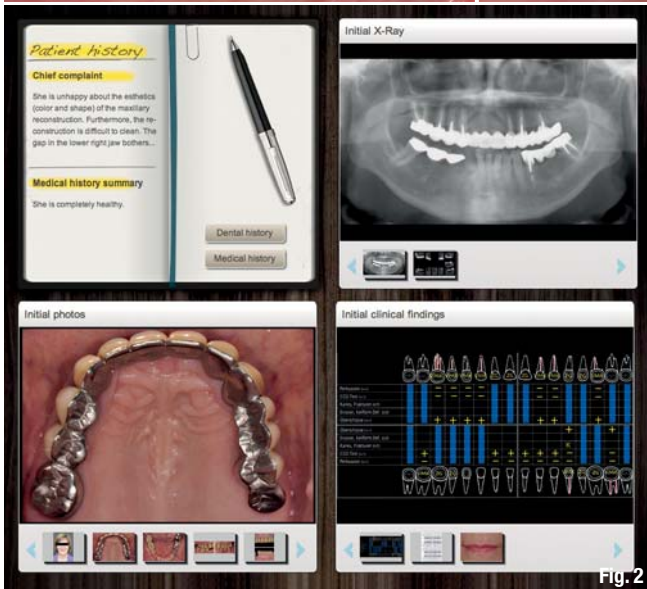 Patient history
Chief complaint
She is unhappy about the esthetics
(color and shape) of the maxillary
reconstruction. Furthermore, the re-
construction is difficult to clean. The
gap in the lower right jaw bothers...
Medical history summary
She is completely healthy.
Dental history
Medical history
Initial X-Ray
Initial photos
Initial clinical findings
Fig. 2